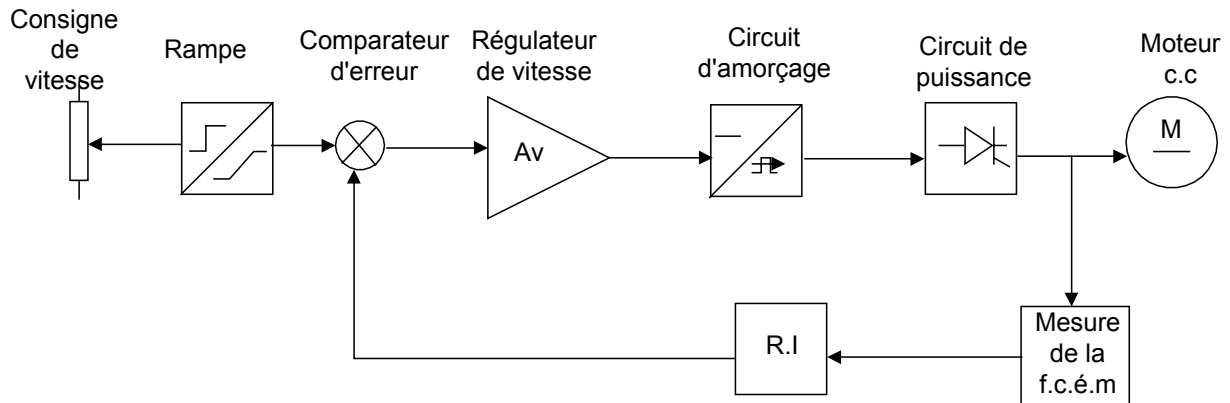 Consigne
de
vitesse
Rampe
Comparateur
d'erreur
Régulateur
de vitesse
Circuit
d'amorçage
Circuit de
puissance
Moteur
c.c
Av
M
R.I
Mesure
de la
f.c.é.m